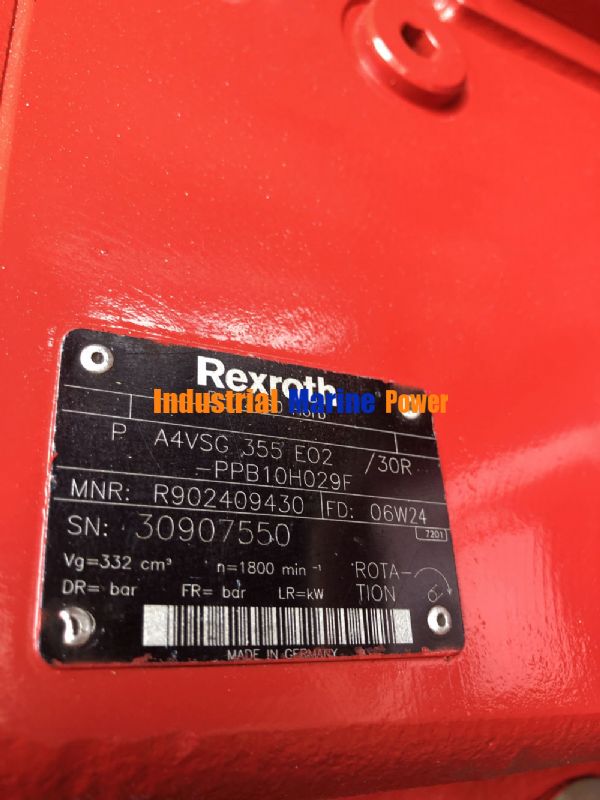 Rexroth
Industrial Marine Power
P A4VSG 355 EO2 /30R
-PPB10H029F
MNR: R902409430 FD: 06W24
SN: 30907550 7201
Vg=332 cm³ n=1800 min⁻¹ ROTA-
DR= bar FR= bar LR=kW TION
MADE IN GERMANY